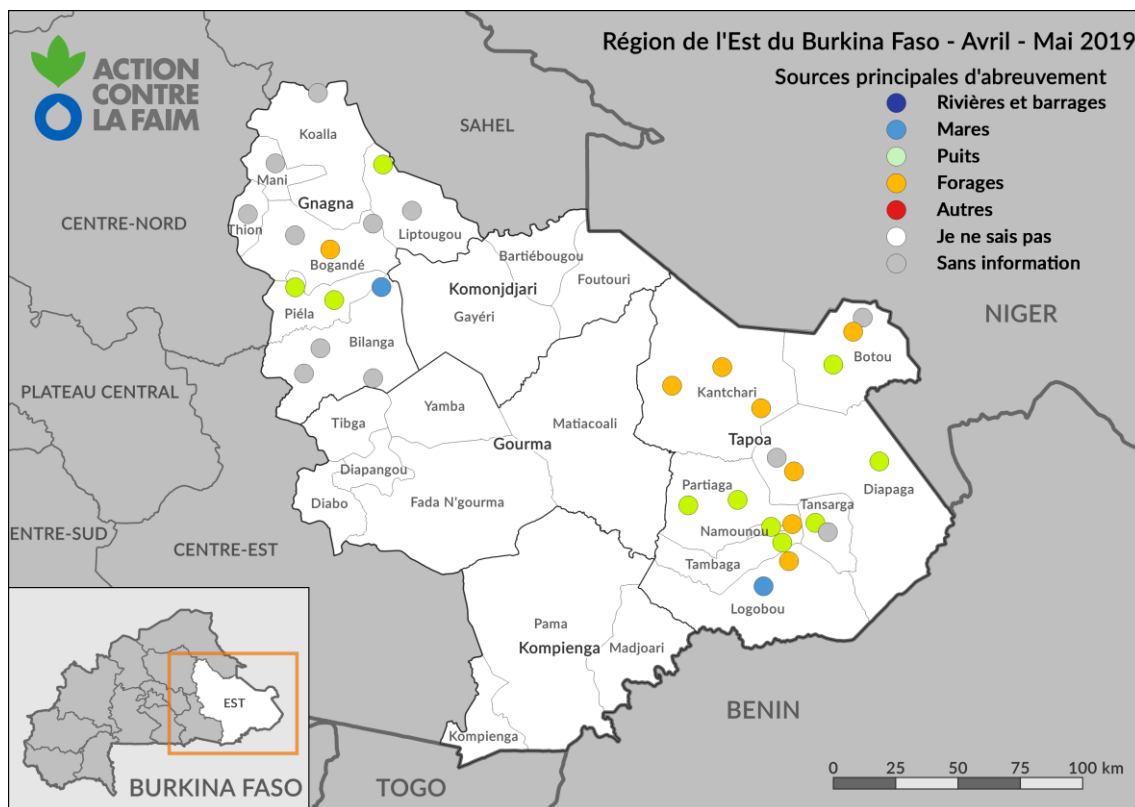 Région de l'Est du Burkina Faso - Avril - Mai 2019
ACTION
CONTRE
LA FAIM
Sources principales d'abreuvement
Rivières et barrages
Mares
Puits
Forages
Autres
Je ne sais pas
Sans information
SAHEL
CENTRE-NORD
Koalla
Mani
Gnagna
Thion
Liptougou
Bogandé
Bartiébougou
Foutouri
Komonjdjari
Gayéri
Piéla
Bilanga
NIGER
Botou
PLATEAU CENTRAL
Kantchari
Yamba
Tibga
Matiacoali
Gourma
Tapoa
Diapangou
Diabo
Fada N'gourma
Partiaga
Diapaga
Tansarga
Namounou
ENTRE-SUD
CENTRE-EST
Tambaga
Logobou
Pama
Kompienga
Madjoari
Kompienga
BENIN
TOGO
EST
BURKINA FASO
0 25 50 75 100 km